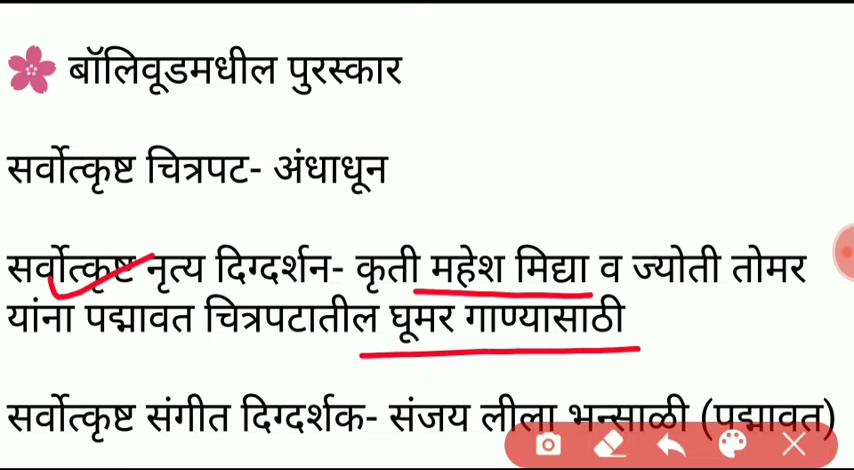 बॉलिवूडमधील पुरस्कार
सर्वोत्कृष्ट चित्रपट- अंधाधून
सर्वोत्कृष्ट नृत्य दिग्दर्शन- कृती महेश मिद्या व ज्योती तोमर
यांना पद्मावत चित्रपटातील घूमर गाण्यासाठी
सर्वोत्कृष्ट संगीत दिग्दर्शक- संजय लीला भन्साळी (पद्मावत)